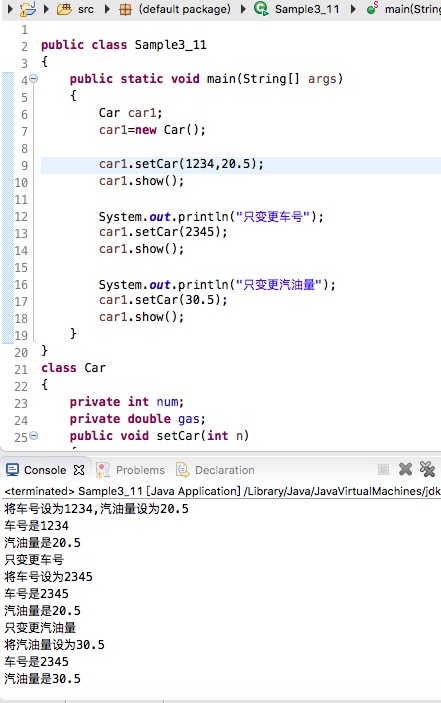 src (default package) Sample3_11 main(String
1
2 public class Sample3_11
3 {
4 public static void main(String[] args)
5 {
6 Car car1;
7 car1=new Car();
8
9 car1.setCar(1234,20.5);
10 car1.show();
11
12 System.out.println("只变更车号");
13 car1.setCar(2345);
14 car1.show();
15
16 System.out.println("只变更汽油量");
17 car1.setCar(30.5);
18 car1.show();
19 }
20 }
21 class Car
22 {
23 private int num;
24 private double gas;
25 public void setCar(int n)
Console Problems Declaration
<terminated> Sample3_11 [Java Application] /Library/Java/JavaVirtualMachines/jdk
将车号设为1234,汽油量设为20.5
车号是1234
汽油量是20.5
只变更车号
将车号设为2345
车号是2345
汽油量是20.5
只变更汽油量
将汽油量设为30.5
车号是2345
汽油量是30.5